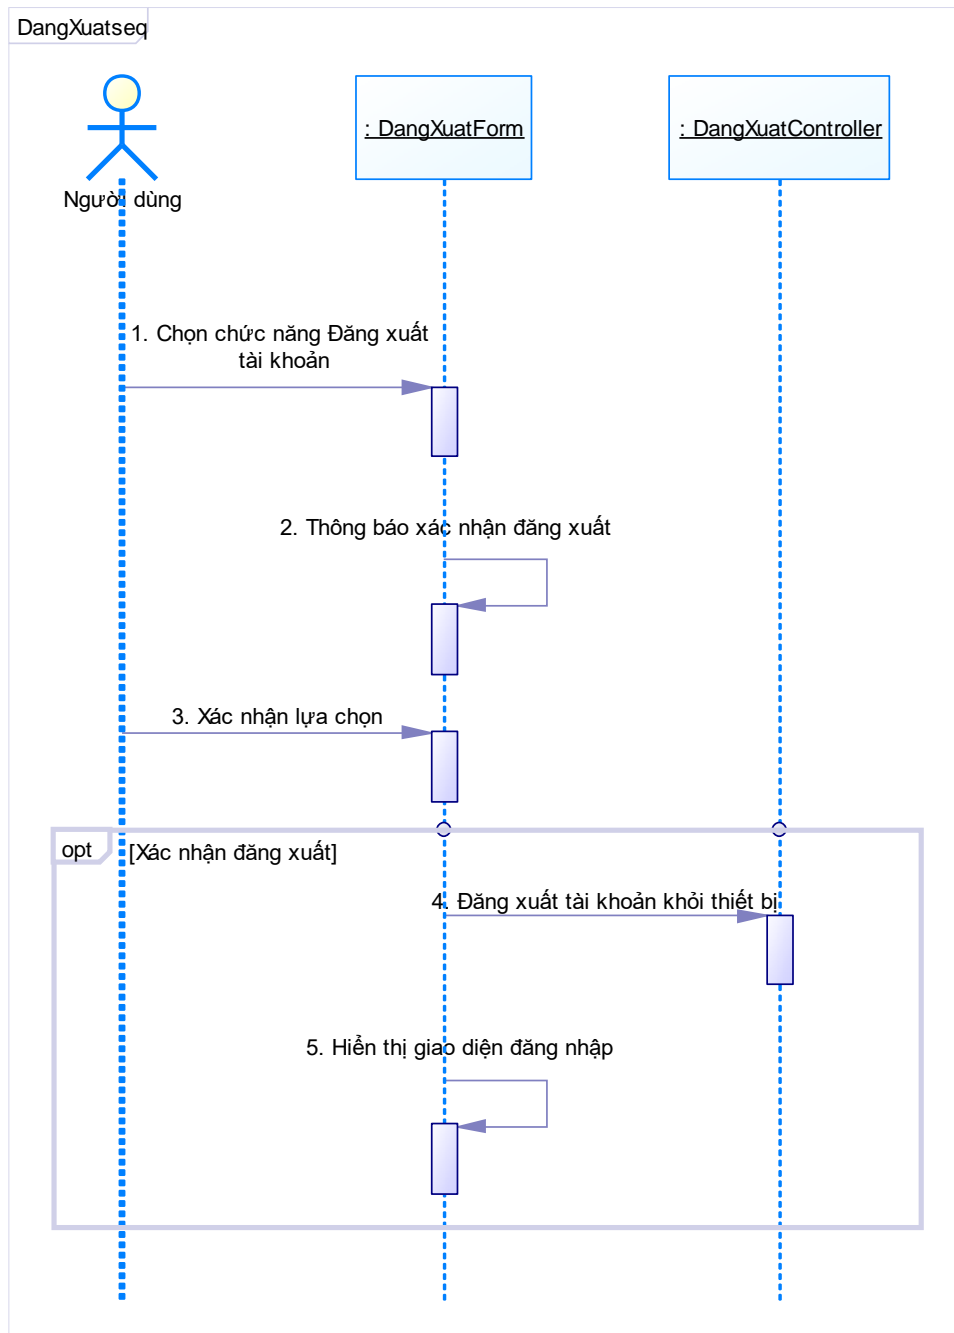 DangXuatseq
: DangXuatForm
: DangXuatController
Người dùng
1. Chọn chức năng Đăng xuất
tài khoản
2. Thông báo xác nhận đăng xuất
3. Xác nhận lựa chọn
opt
[Xác nhận đăng xuất]
4. Đăng xuất tài khoản khỏi thiết bị
5. Hiển thị giao diện đăng nhập